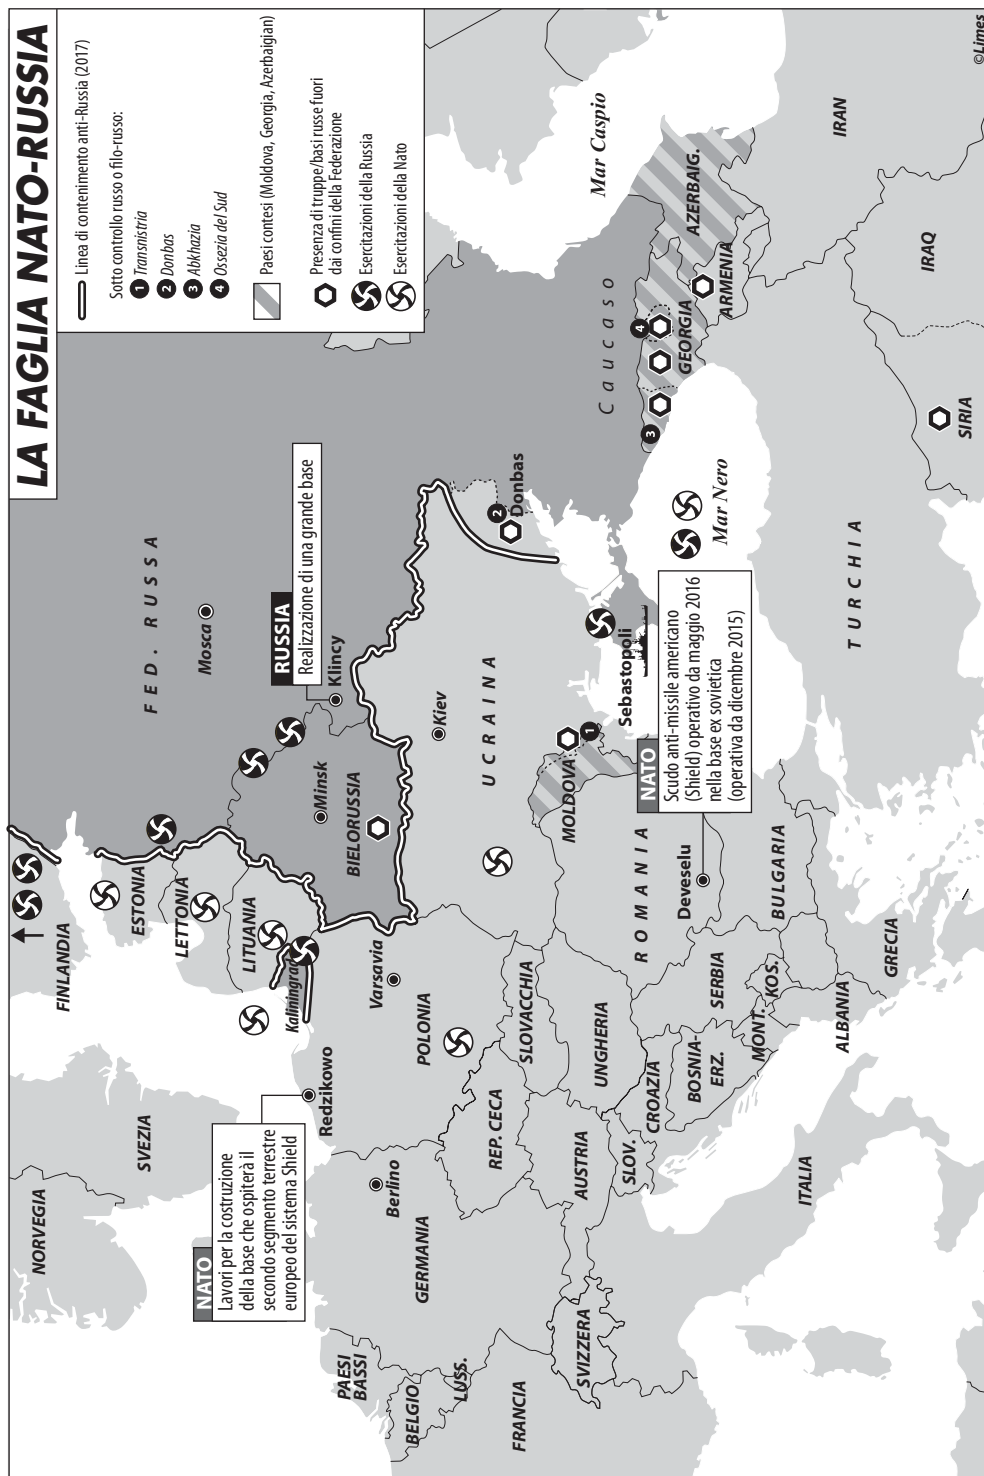 LA FAGLIA NATO-RUSSIA
Linea di contenimento anti-Russia (2017)
Sotto controllo russo o filo-russo:
1 Transnistria
2 Donbas
3 Abkhazia
4 Ossezia del Sud
Paesi contesi (Moldova, Georgia, Azerbaigian)
Presenza di truppe/basi russe fuori
dai confini della Federazione
Esercitazioni della Russia
Esercitazioni della Nato
NORVEGIA
SVEZIA
FINLANDIA
FED. RUSSA
Mosca
ESTONIA
LETTONIA
LITUANIA
Kaliningrad
NATO
Lavori per la costruzione
della base che ospiterà il
secondo segmento terrestre
europeo del sistema Shield
Redzikowo
RUSSIA
Realizzazione di una grande base
Klincy
Minsk
BIELORUSSIA
PAESI
BASSI
BELGIO
LUSS.
GERMANIA
Berlino
Varsavia
POLONIA
Kiev
UCRAINA
2
Donbas
FRANCIA
SVIZZERA
AUSTRIA
REP. CECA
SLOVACCHIA
UNGHERIA
SLOV.
CROAZIA
BOSNIA-
ERZ.
SERBIA
MONT.
KOS.
ALBANIA
ITALIA
GRECIA
BULGARIA
ROMANIA
MOLDOVA
1
Deveselu
NATO
Scudo anti-missile americano
(Shield) operativo da maggio 2016
nella base ex sovietica
(operativa da dicembre 2015)
Sebastopoli
Mar Nero
Caucaso
3
4
GEORGIA
ARMENIA
AZERBAIG.
Mar Caspio
TURCHIA
SIRIA
IRAQ
IRAN
©Limes